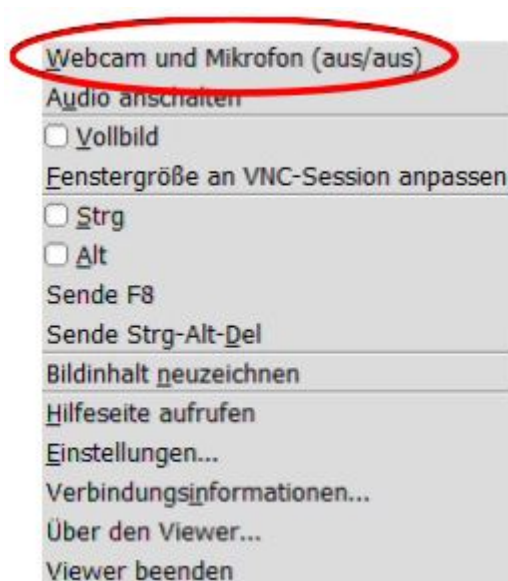 Webcam und Mikrofon (aus/aus)
Audio anschalten
Vollbild
Fenstergröße an VNC-Session anpassen
Strg
Alt
Sende F8
Sende Strg-Alt-Del
Bildinhalt neuzeichnen
Hilfeseite aufrufen
Einstellungen...
Verbindungsinformationen...
Über den Viewer...
Viewer beenden